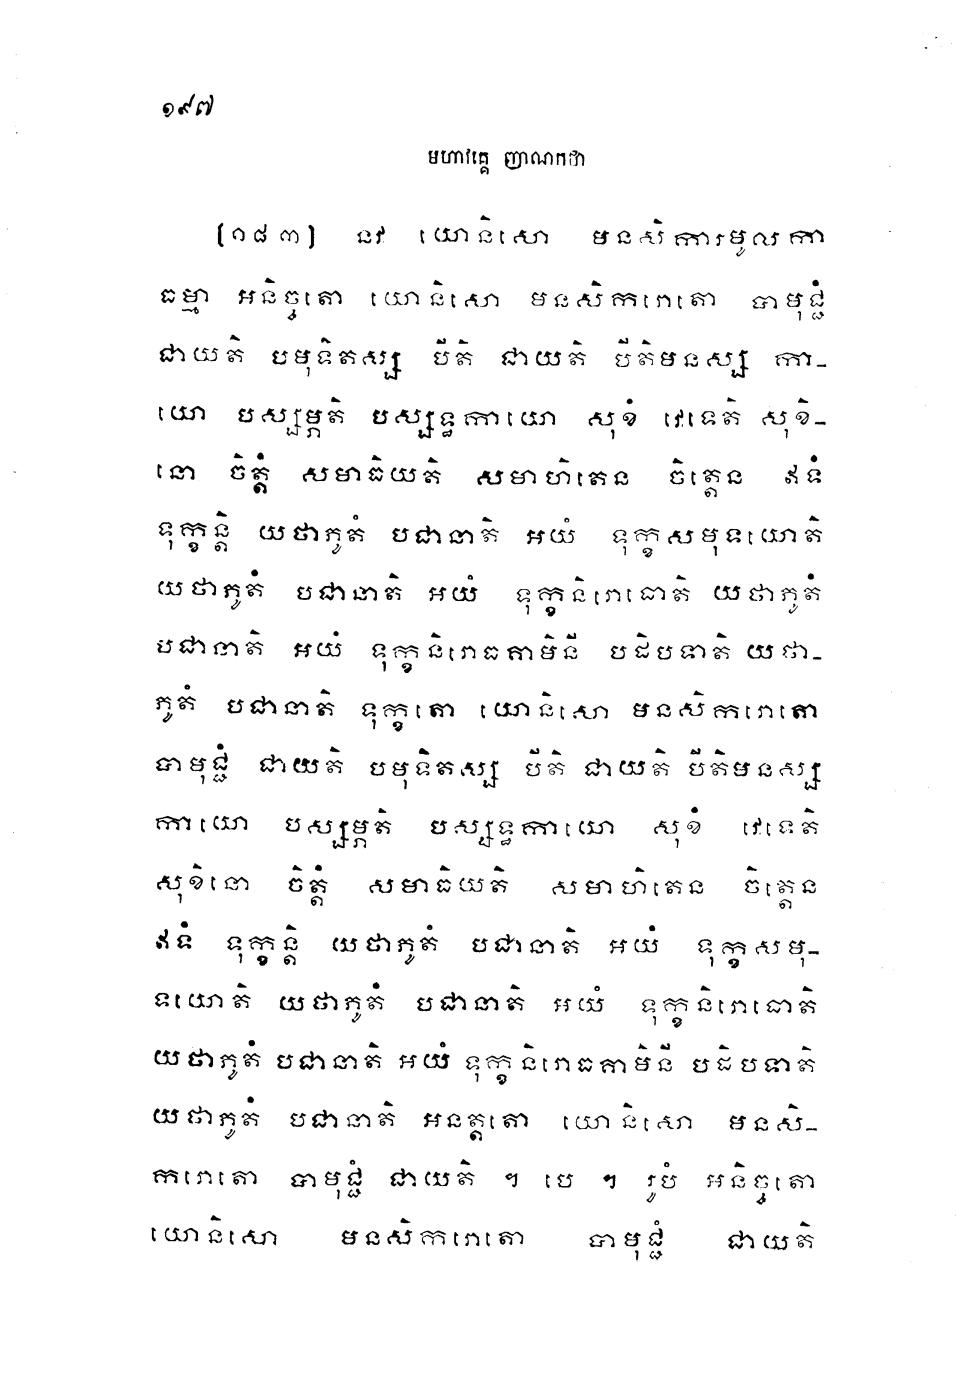 ១៩៧
មហាវគ្គេ ញាណកថា
[១៨៣] នវ យោនិសោ មនសិការមូលកា
ធម្មា អនិច្ចតោ យោនិសោ មនសិករោតោ បាមុជ្ជំ
ជាយតិ បមុទិតស្ស បីតិ ជាយតិ បីតិមនស្ស កា-
យោ បស្សម្ភតិ បស្សទ្ធកាយោ សុខំ វេទេតិ សុខិ-
នោ ចិត្តំ សមាធិយតិ សមាហិតេន ចិត្តេន ឥទំ
ទុក្ខន្តិ យថាភូតំ បជានាតិ អយំ ទុក្ខសមុទយោតិ
យថាភូតំ បជានាតិ អយំ ទុក្ខនិរោធោតិ យថាភូតំ
បជានាតិ អយំ ទុក្ខនិរោធគាមិនី បដិបទាតិ យថា-
ភូតំ បជានាតិ ទុក្ខតោ យោនិសោ មនសិករោតោ
បាមុជ្ជំ ជាយតិ បមុទិតស្ស បីតិ ជាយតិ បីតិមនស្ស
កាយោ បស្សម្ភតិ បស្សទ្ធកាយោ សុខំ វេទេតិ
សុខិនោ ចិត្តំ សមាធិយតិ សមាហិតេន ចិត្តេន
ឥទំ ទុក្ខន្តិ យថាភូតំ បជានាតិ អយំ ទុក្ខសមុ-
ទយោតិ យថាភូតំ បជានាតិ អយំ ទុក្ខនិរោធោតិ
យថាភូតំ បជានាតិ អយំ ទុក្ខនិរោធគាមិនី បដិបទាតិ
យថាភូតំ បជានាតិ អនត្តតោ យោនិសោ មនសិ-
ករោតោ បាមុជ្ជំ ជាយតិ ។ បេ ។ រូបំ អនិច្ចតោ
យោនិសោ មនសិករោតោ បាមុជ្ជំ ជាយតិ